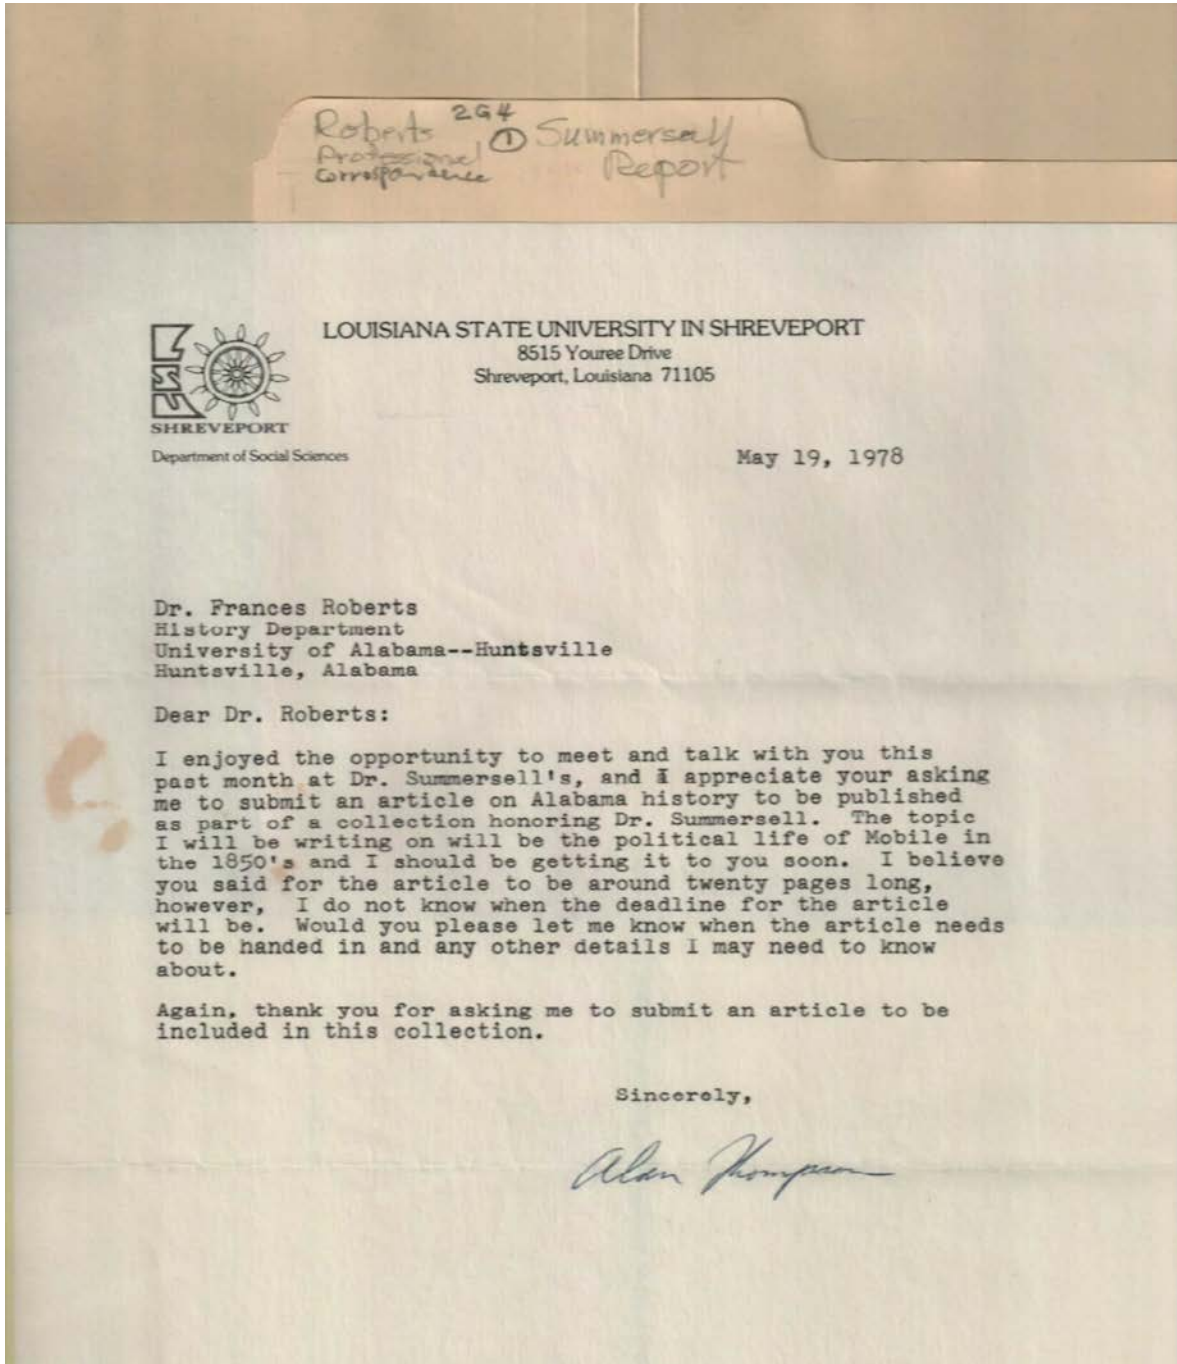 Roberts 2G4 ① Summersell
Professional Report
Correspondence
LOUISIANA STATE UNIVERSITY IN SHREVEPORT
8515 Youree Drive
Shreveport, Louisiana 71105
LSU
SHREVEPORT
Department of Social Sciences
May 19, 1978
Dr. Frances Roberts
History Department
University of Alabama--Huntsville
Huntsville, Alabama
Dear Dr. Roberts:
I enjoyed the opportunity to meet and talk with you this
past month at Dr. Summersell's, and I appreciate your asking
me to submit an article on Alabama history to be published
as part of a collection honoring Dr. Summersell. The topic
I will be writing on will be the political life of Mobile in
the 1850's and I should be getting it to you soon. I believe
you said for the article to be around twenty pages long,
however, I do not know when the deadline for the article
will be. Would you please let me know when the article needs
to be handed in and any other details I may need to know
about.
Again, thank you for asking me to submit an article to be
included in this collection.
Sincerely,
Alan Thompson